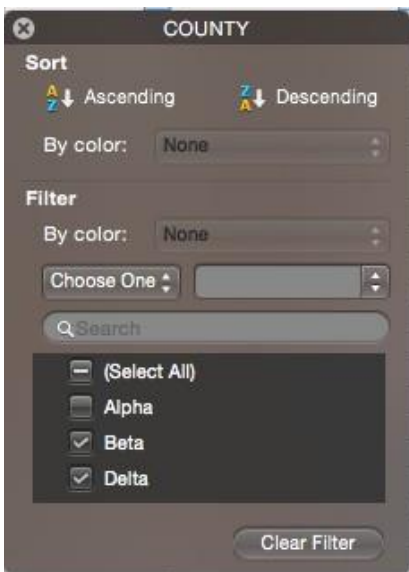 COUNTY
Sort
A Z Ascending Z A Descending
By color: None
Filter
By color: None
Choose One
Search
(Select All)
Alpha
Beta
Delta
Clear Filter